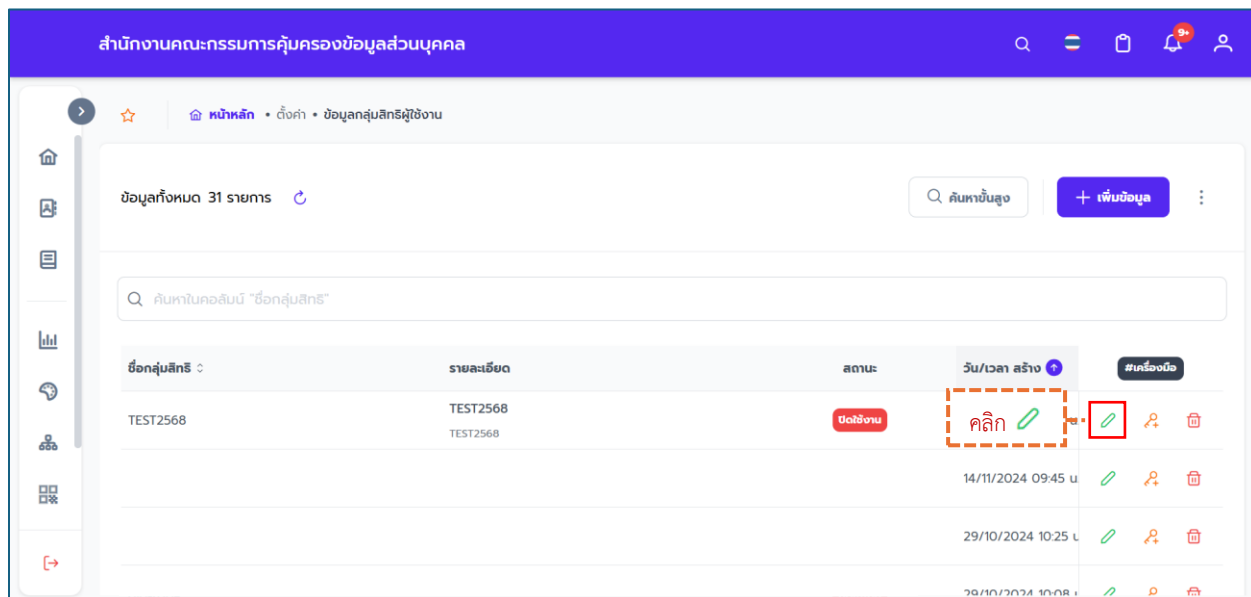 สำนักงานคณะกรรมการคุ้มครองข้อมูลส่วนบุคคล
9+
หน้าหลัก • ตั้งค่า • ข้อมูลกลุ่มสิทธิผู้ใช้งาน
ข้อมูลทั้งหมด 31 รายการ
ค้นหาขั้นสูง
+ เพิ่มข้อมูล
ค้นหาในคอลัมน์ "ชื่อกลุ่มสิทธิ"
ชื่อกลุ่มสิทธิ รายละเอียด สถานะ วัน/เวลา สร้าง #เครื่องมือ
TEST2568 TEST2568 ปิดใช้งาน คลิก
TEST2568
14/11/2024 09:45 น
29/10/2024 10:25
29/10/2024 10:08